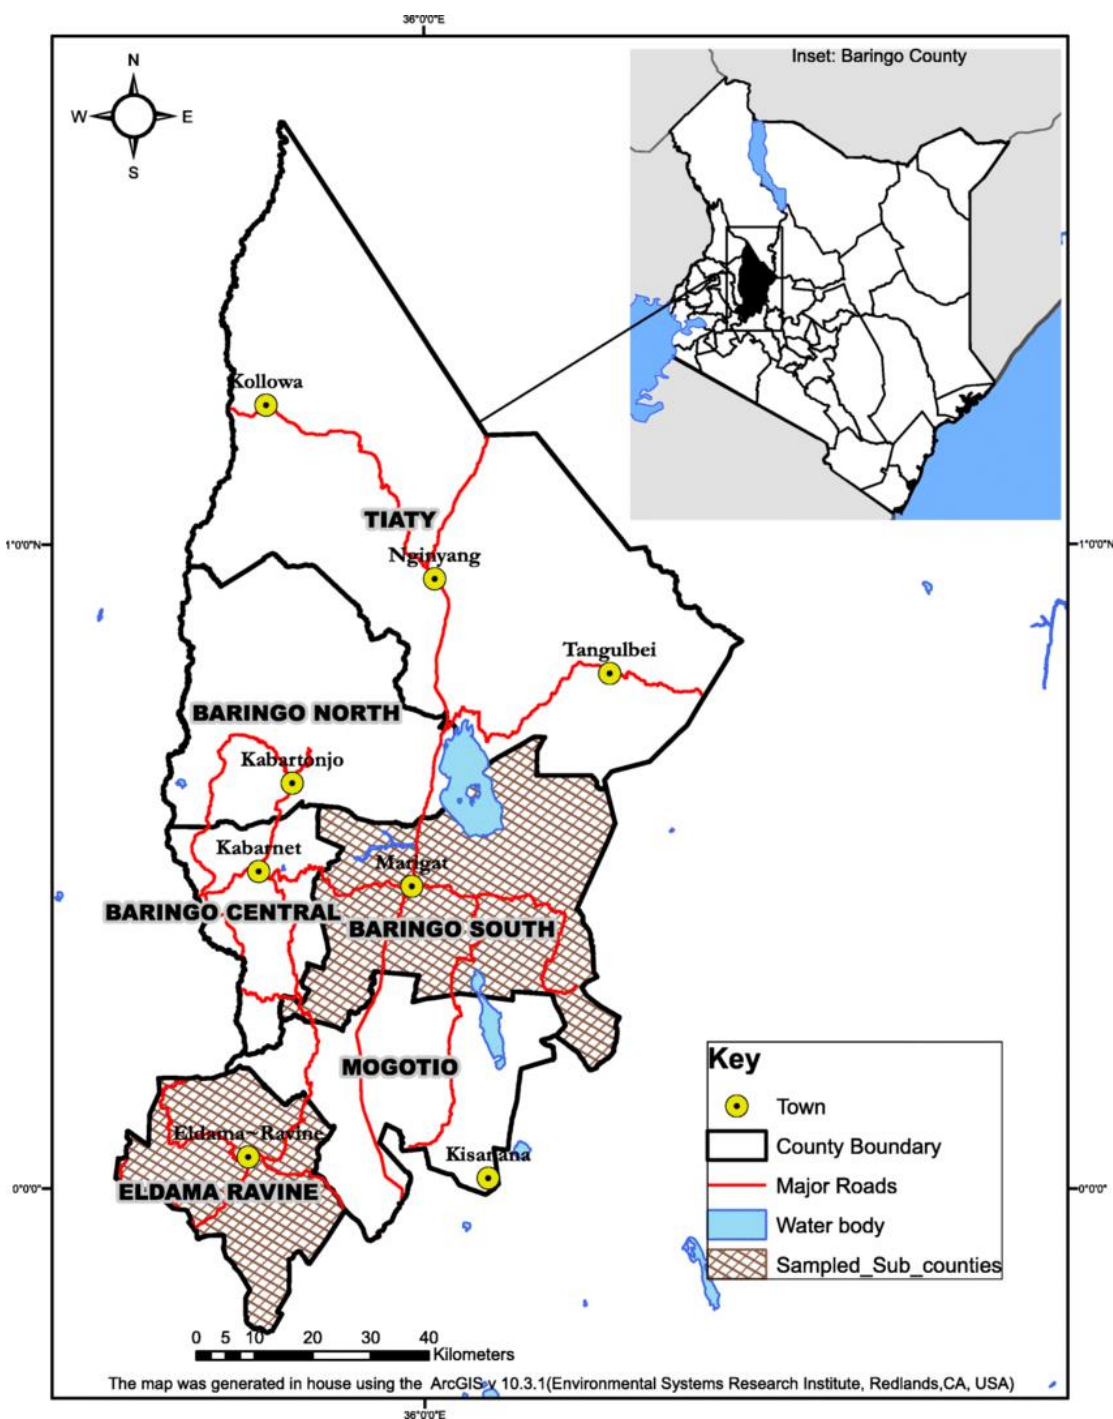 36°0'0"E
Inset: Baringo County
N
W
E
S
Kollowa
TIATY
1°0'0"N
1°0'0"N
Nginyang
Tangulbei
BARINGO NORTH
Kabartonjo
Kabarnet
Marigat
BARINGO CENTRAL
BARINGO SOUTH
MOGOTIO
Key
Town
Eldama~Ravine
County Boundary
Kisanana
ELDAMA RAVINE
Major Roads
0°0'0"
0°0'0"
Water body
Sampled_Sub_counties
0 5 10 20 30 40
Kilometers
The map was generated in house using the ArcGIS v 10.3.1(Environmental Systems Research Institute, Redlands,CA, USA)
36°0'0"E